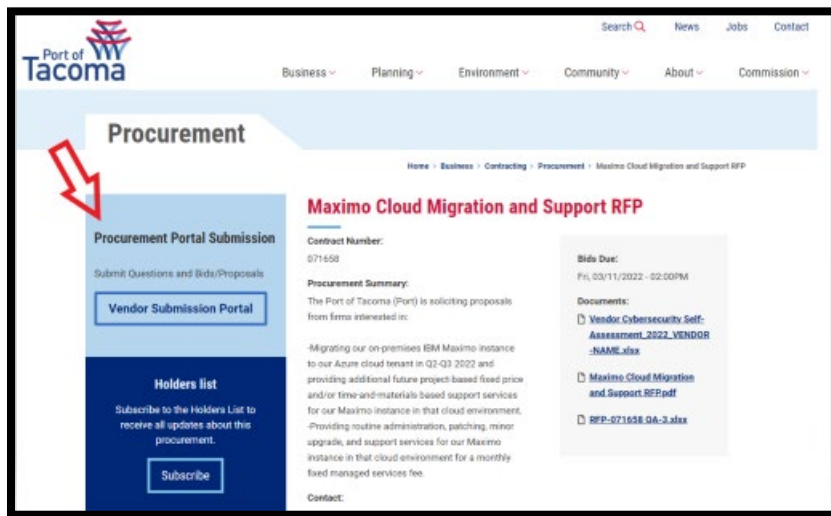 Port of
Tacoma
Search
News
Jobs
Contact
Business
Planning
Environment
Community
About
Commission
Procurement
Home > Business > Contracting > Procurement > Maximo Cloud Migration and Support RFP
Procurement Portal Submission
Submit Questions and Bids/Proposals
Vendor Submission Portal
Holders list
Subscribe to the Holders List to
receive all updates about this
procurement.
Subscribe
Maximo Cloud Migration and Support RFP
Contract Number:
071658
Procurement Summary:
The Port of Tacoma (Port) is soliciting proposals
from firms interested in:
-Migrating our on-premises IBM Maximo instance
to our Azure cloud tenant in Q2-Q3 2022 and
providing additional future project-based fixed price
and/or time-and-materials based support services
for our Maximo instance in that cloud environment.
-Providing routine administration, patching, minor
upgrade, and support services for our Maximo
instance in that cloud environment for a monthly
fixed managed services fee.
Contact:
Bids Due:
Fri, 03/11/2022 - 02:00PM
Documents:
Vendor Cybersecurity Self-
Assessment_2022_VENDOR
-NAME.xlsx
Maximo Cloud Migration
and Support RFP.pdf
RFP-071658 QA-3.xlsx